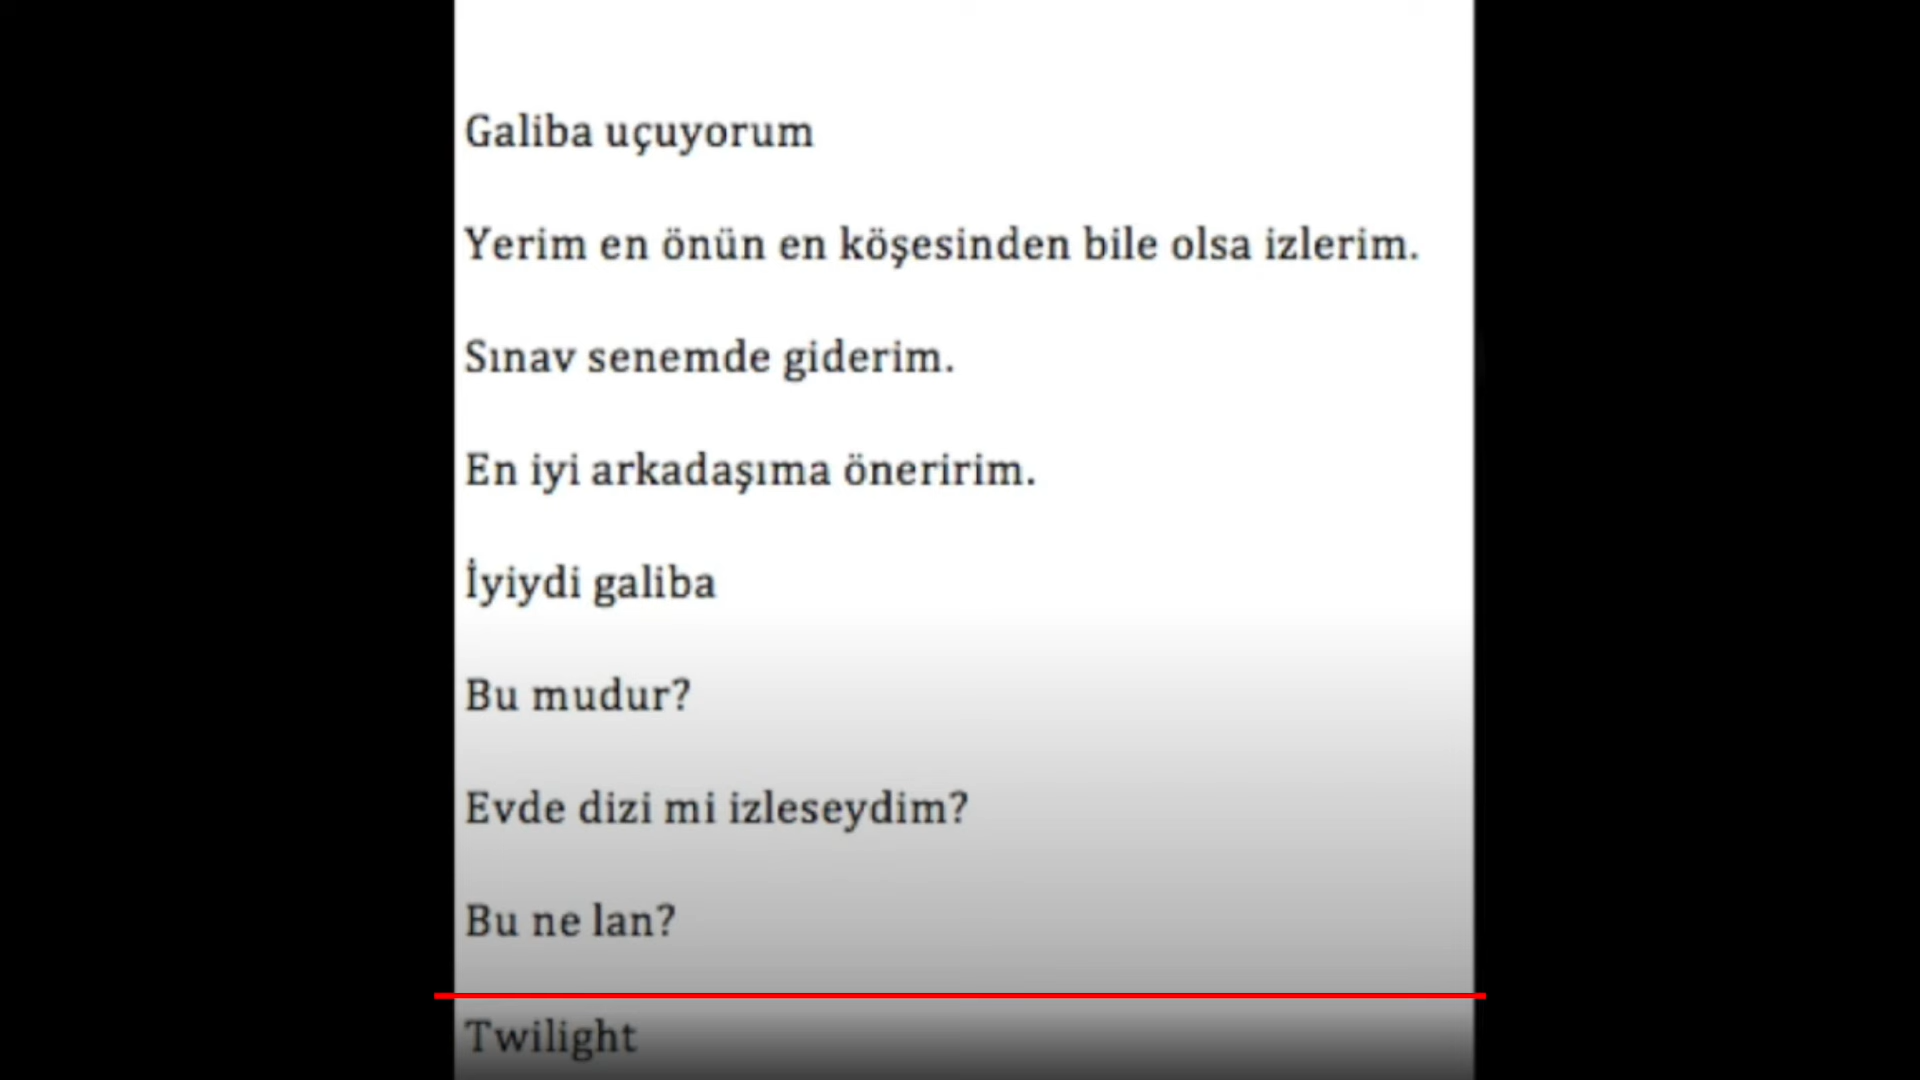 Galiba uçuyorum
Yerim en önün en köşesinden bile olsa izlerim.
Sınav senemde giderim.
En iyi arkadaşıma öneririm.
İyiydi galiba
Bu mudur?
Evde dizi mi izleseydim?
Bu ne lan?
Twilight